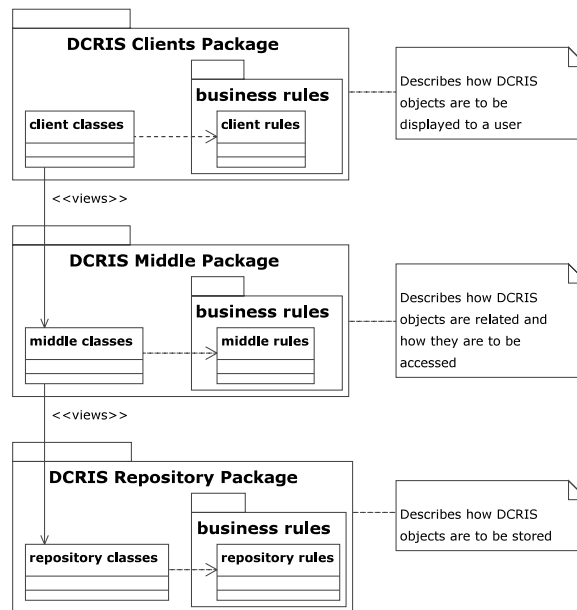 DCRIS Clients Package
business rules
client classes
client rules
Describes how DCRIS
objects are to be
displayed to a user
<<views>>
DCRIS Middle Package
business rules
middle classes
middle rules
Describes how DCRIS
objects are related and
how they are to be
accessed
<<views>>
DCRIS Repository Package
business rules
repository classes
repository rules
Describes how DCRIS
objects are to be stored